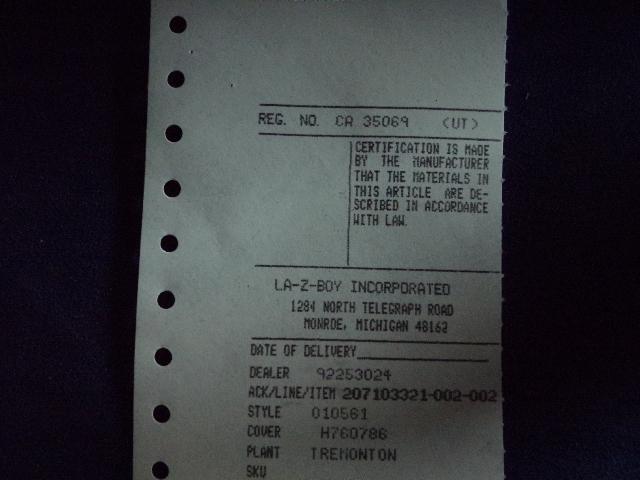 REG. NO. CA 35069 (UT)
CERTIFICATION IS MADE
BY THE MANUFACTURER
THAT THE MATERIALS IN
THIS ARTICLE ARE DE-
SCRIBED IN ACCORDANCE
WITH LAW.
LA-Z-BOY INCORPORATED
1284 NORTH TELEGRAPH ROAD
MONROE, MICHIGAN 48162
DATE OF DELIVERY
DEALER 92253024
ACK/LINE/ITEM 207103321-002-002
STYLE 010561
COVER H760786
PLANT TREMONTON
SKU